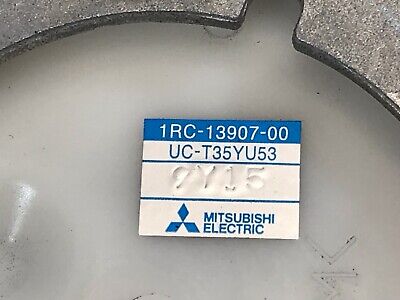 1RC-13907-00
UC-T35YU53
9Y15
MITSUBISHI
ELECTRIC